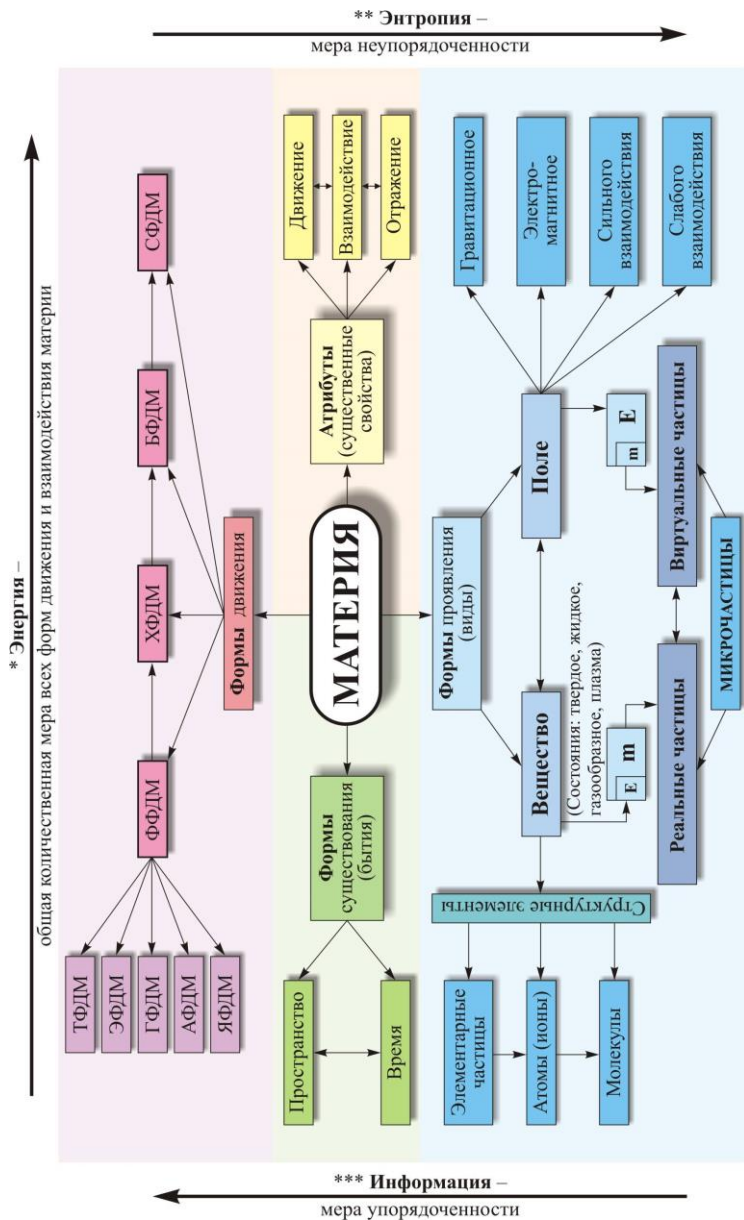 * Энергия –
общая количественная мера всех форм движения и взаимодействия материи
** Энтропия –
мера неупорядоченности
*** Информация –
мера упорядоченности
ТФДМ
ЭФДМ
ГФДМ
АФДМ
ЯФДМ
ФФДМ
ХФДМ
БФДМ
СФДМ
Формы движения
МАТЕРИЯ
Формы
существования
(бытия)
Пространство
Время
Атрибуты
(существенные
свойства)
Движение
Взаимодействие
Отражение
Формы проявления
(виды)
Вещество
(Состояния: твердое, жидкое,
газообразное, плазма)
Поле
Структурные элементы
Элементарные
частицы
Атомы (ионы)
Молекулы
Гравитационное
Электро-
магнитное
Сильного
взаимодействия
Слабого
взаимодействия
E
m
m
E
Реальные частицы
Виртуальные частицы
МИКРОЧАСТИЦЫ